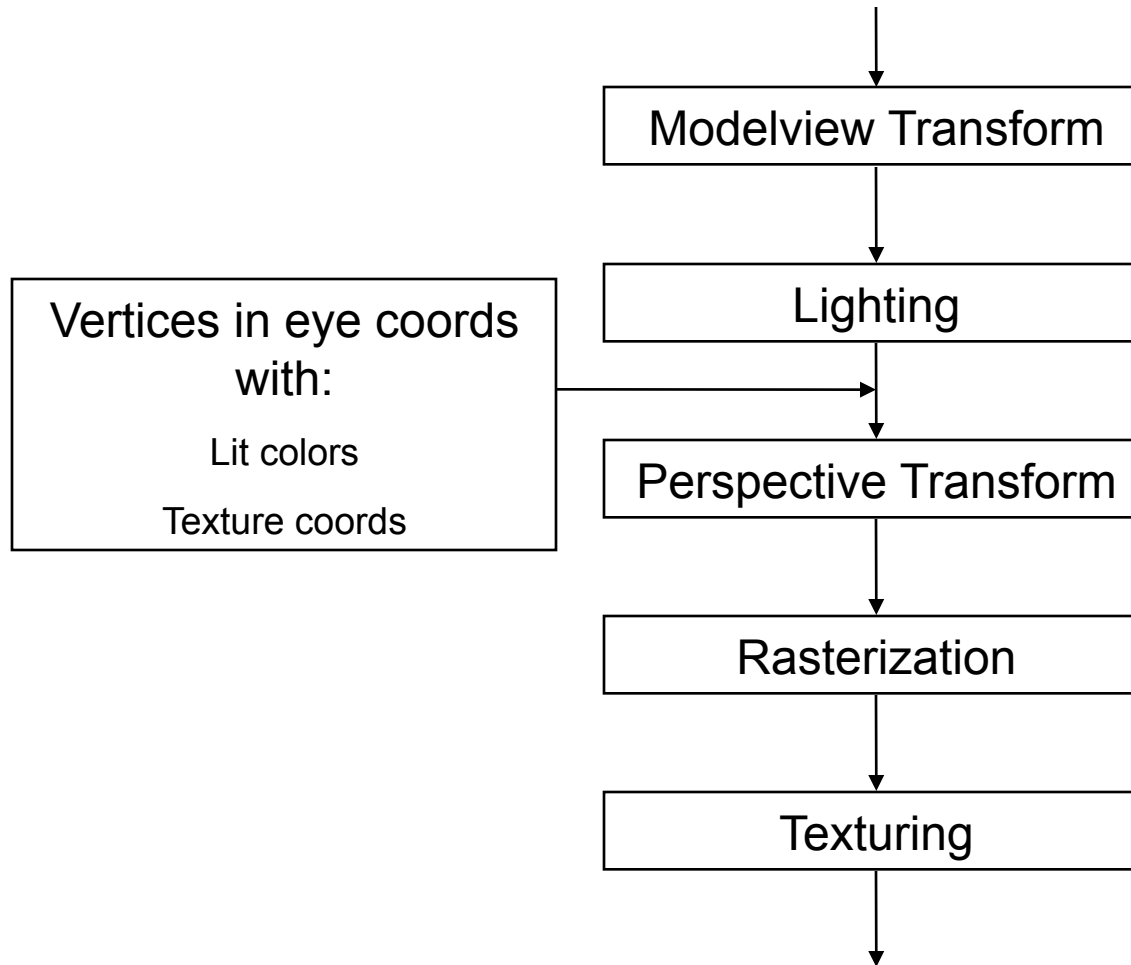 Modelview Transform
Lighting
Vertices in eye coords
with:
Lit colors
Texture coords
Perspective Transform
Rasterization
Texturing